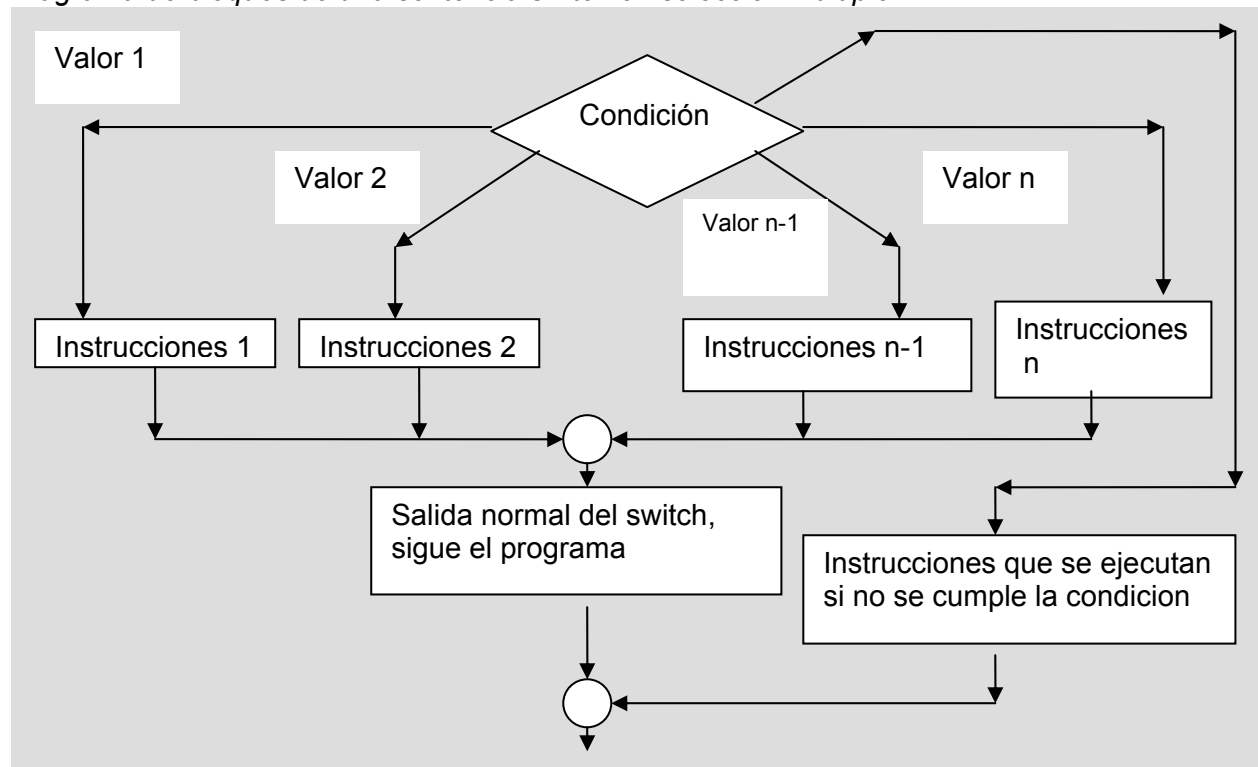 Valor 1
Condición
Valor 2
Valor n
Valor n-1
Instrucciones 1
Instrucciones 2
Instrucciones n-1
Instrucciones
n
Salida normal del switch,
sigue el programa
Instrucciones que se ejecutan
si no se cumple la condicion